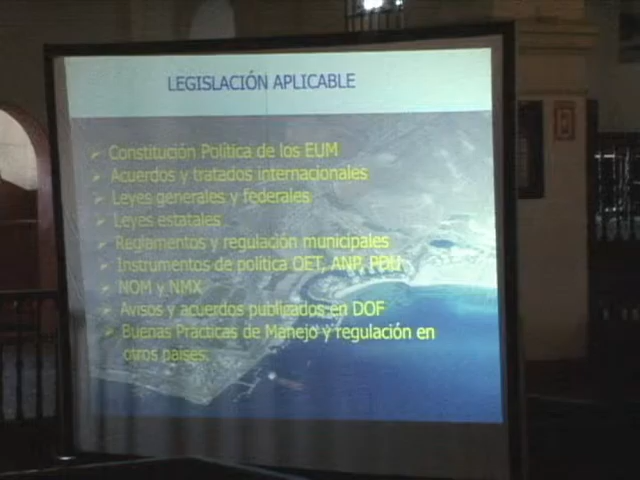 LEGISLACIÓN APLICABLE
Constitución Política de los EUM
Acuerdos y tratados internacionales
Leyes generales y federales
Leyes estatales
Reglamentos y regulación municipales
Instrumentos de política OET, ANP, PDU
NOM y NMX
Avisos y acuerdos publicados en DOF
Buenas Prácticas de Manejo y regulación en
otros países.